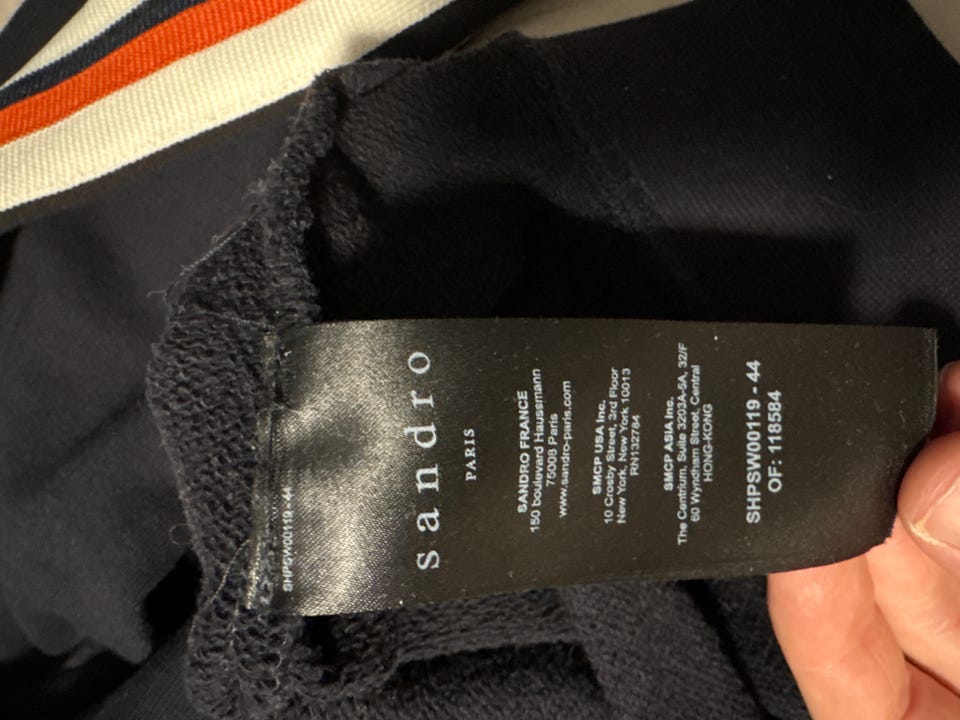 SHPSW00119 - 44
sandro
PARIS
SANDRO FRANCE
150 boulevard Haussmann
75008 Paris
www.sandro-paris.com
SMCP USA Inc.
10 Crosby Street, 3rd Floor
New York, New York 10013
RN132784
SMCP ASIA Inc.
The Centrium, Suite 3203A-5A, 32/F
60 Wyndham Street, Central
HONG-KONG
SHPSW00119 - 44
OF: 118584